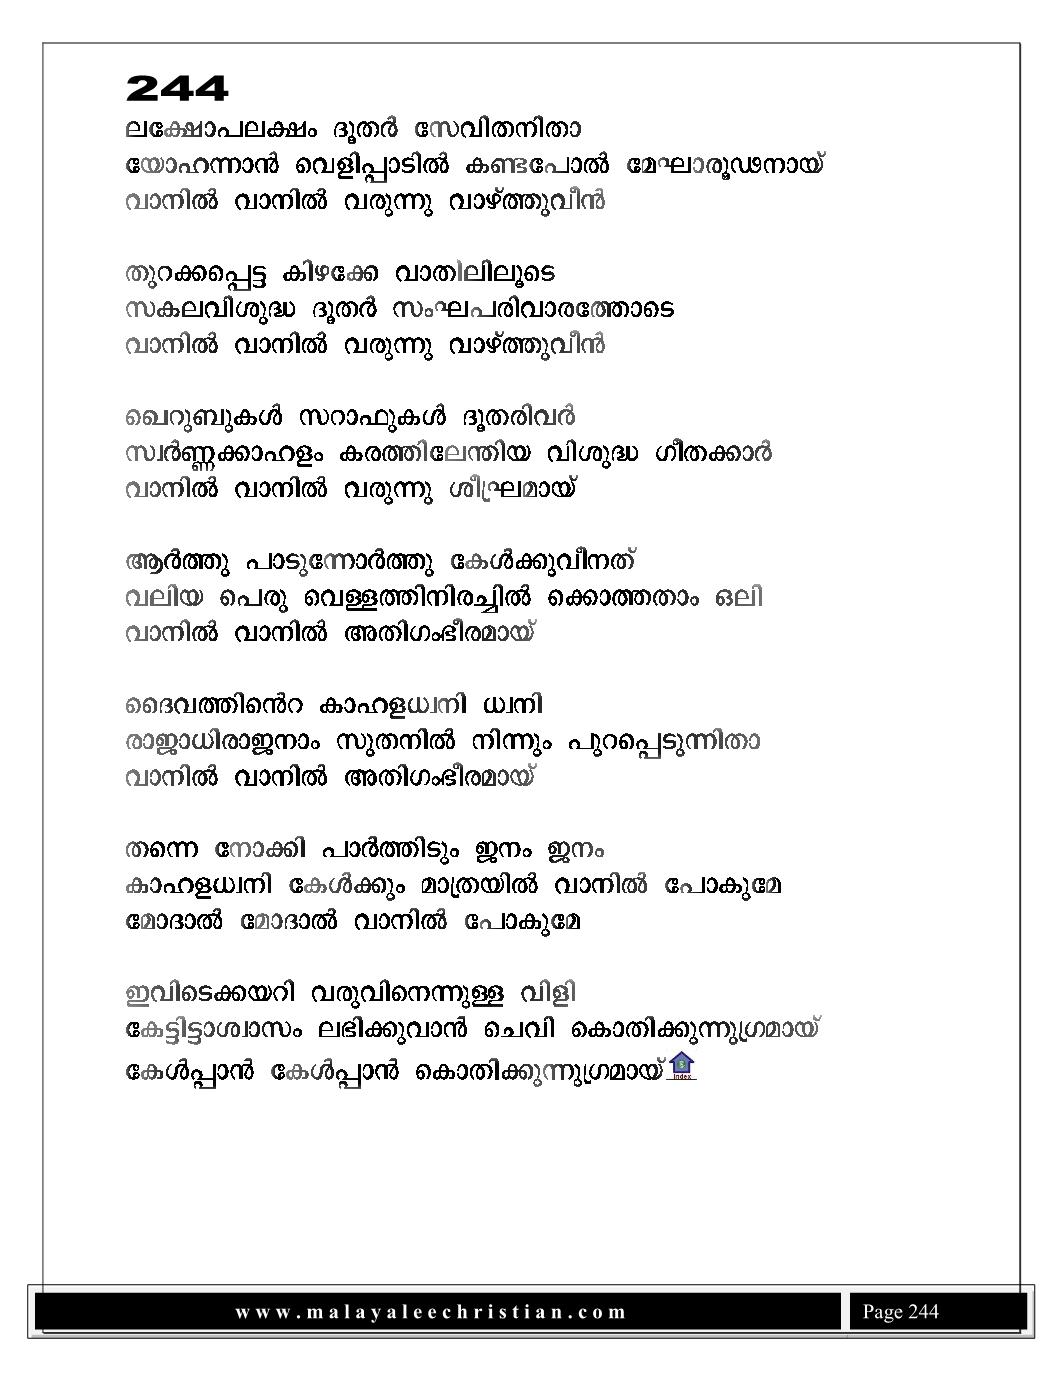 244
ലക്ഷോപലക്ഷം ദൂതർ സേവിതനിതാ
യോഹന്നാൻ വെളിപ്പാടിൽ കണ്ടപോൽ മേഘാരൂഢനായ്
വാനിൽ വാനിൽ വരുന്നു വാഴ്ത്തുവീൻ
തുറക്കപ്പെട്ട കിഴക്കേ വാതിലിലൂടെ
സകലവിശുദ്ധ ദൂതർ സംഘപരിവാരത്തോടെ
വാനിൽ വാനിൽ വരുന്നു വാഴ്ത്തുവീൻ
ഖെറുബുകൾ സറാഫുകൾ ദൂതരിവർ
സ്വർണ്ണക്കാഹളം കരത്തിലേന്തിയ വിശുദ്ധ ഗീതക്കാർ
വാനിൽ വാനിൽ വരുന്നു ശീഘ്രമായ്
ആർത്തു പാടുന്നോർത്തു കേൾക്കുവീനത്
വലിയ പെരു വെള്ളത്തിനിരച്ചിൽ ക്കൊത്തതാം ഒലി
വാനിൽ വാനിൽ അതിഗംഭീരമായ്
ദൈവത്തിൻെറ കാഹളധ്വനി ധ്വനി
രാജാധിരാജനാം സുതനിൽ നിന്നും പുറപ്പെടുന്നിതാ
വാനിൽ വാനിൽ അതിഗംഭീരമായ്
തന്നെ നോക്കി പാർത്തിടും ജനം ജനം
കാഹളധ്വനി കേൾക്കും മാത്രയിൽ വാനിൽ പോകുമേ
മോദാൽ മോദാൽ വാനിൽ പോകുമേ
ഇവിടെക്കയറി വരുവിനെന്നുള്ള വിളി
കേട്ടിട്ടാശ്വാസം ലഭിക്കുവാൻ ചെവി കൊതിക്കുന്നുഗ്രമായ്
കേൾപ്പാൻ കേൾപ്പാൻ കൊതിക്കുന്നുഗ്രമായ് Index
www.malayaleechristian.com Page 244